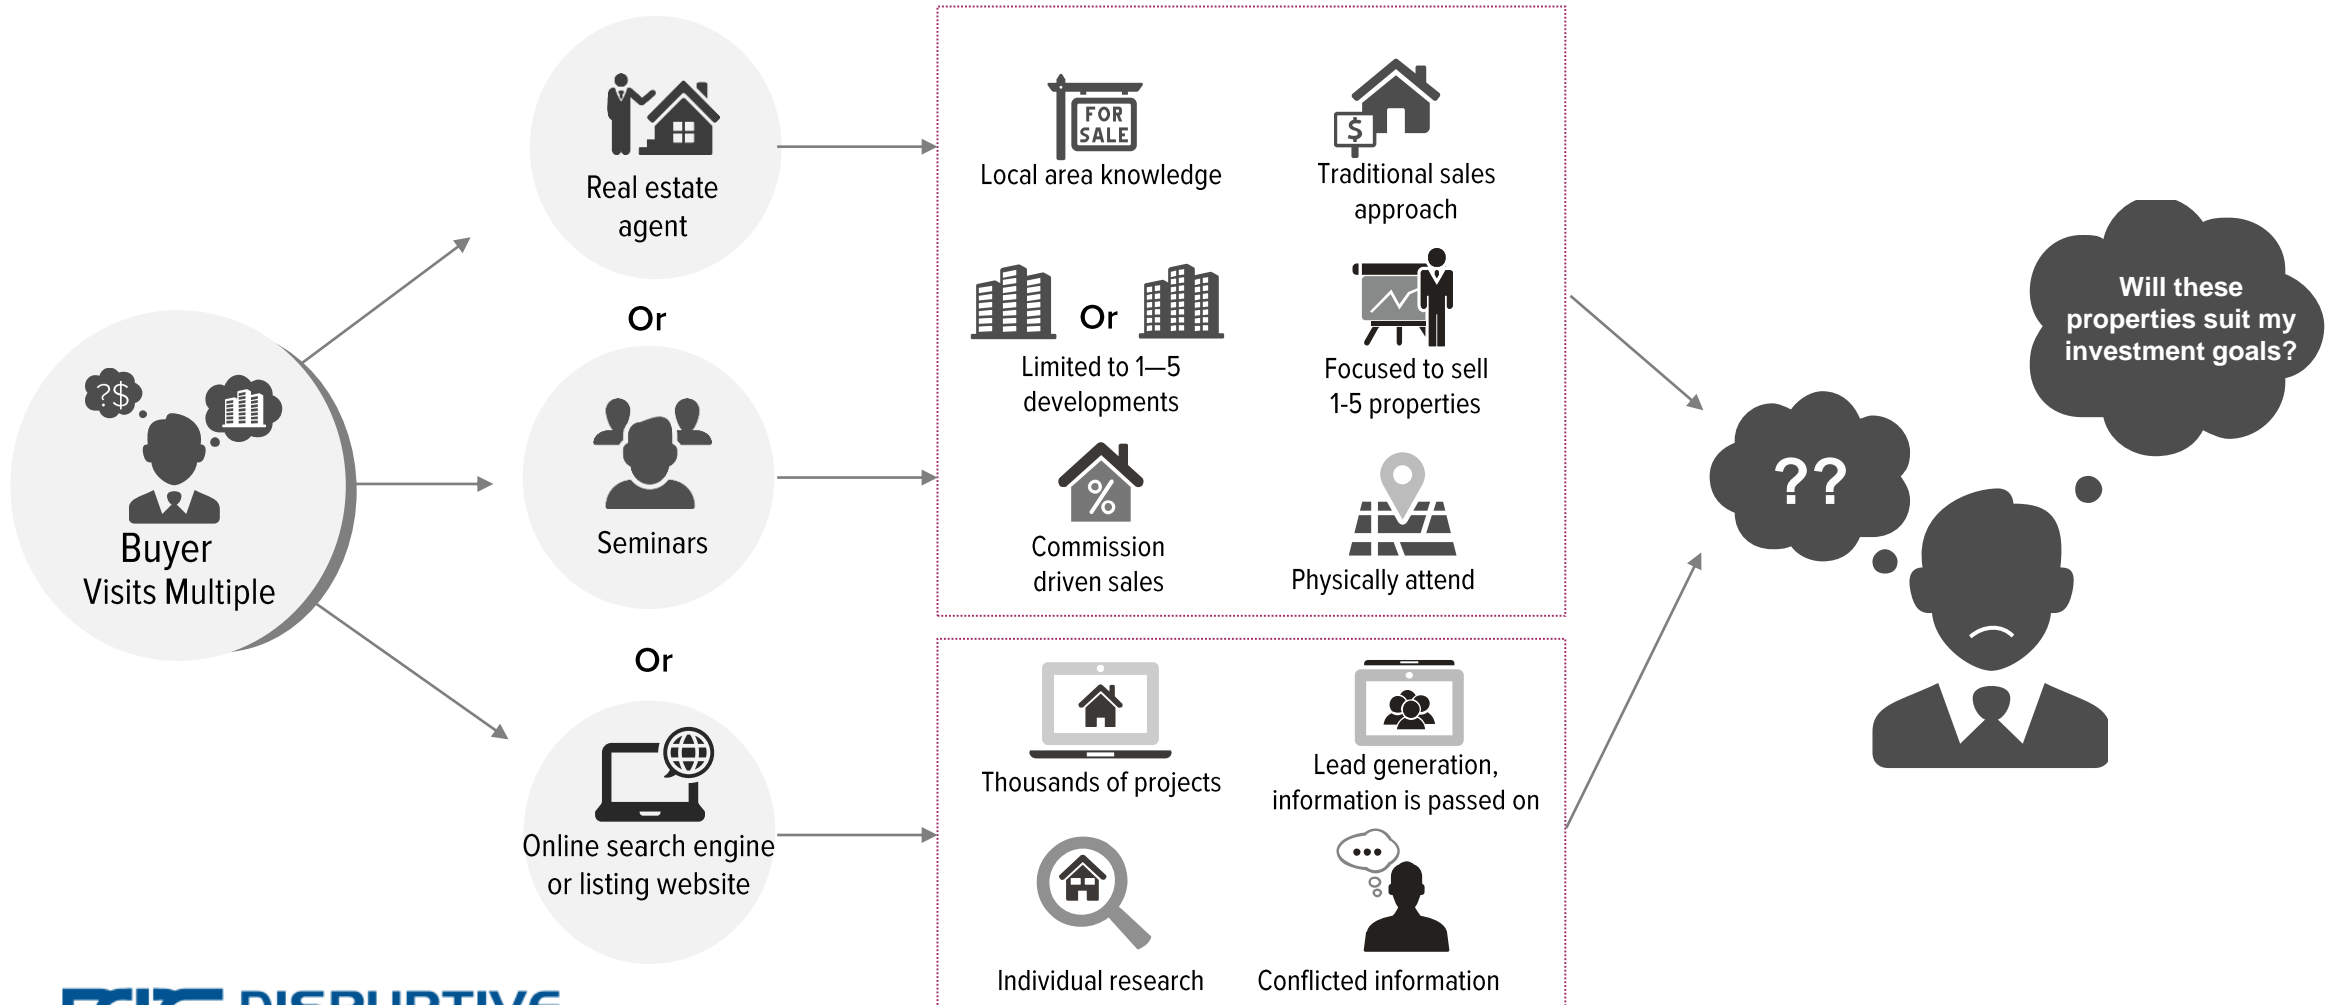 Buyer
Visits Multiple
?$
Real estate
agent
Or
Seminars
Or
Online search engine
or listing website
FOR
SALE
Local area knowledge
$
Traditional sales
approach
Or
Limited to 1—5
developments
Focused to sell
1-5 properties
%
Commission
driven sales
Physically attend
Thousands of projects
Lead generation,
information is passed on
Individual research
Conflicted information
??
Will these
properties suit my
investment goals?
DISRUPTIVE